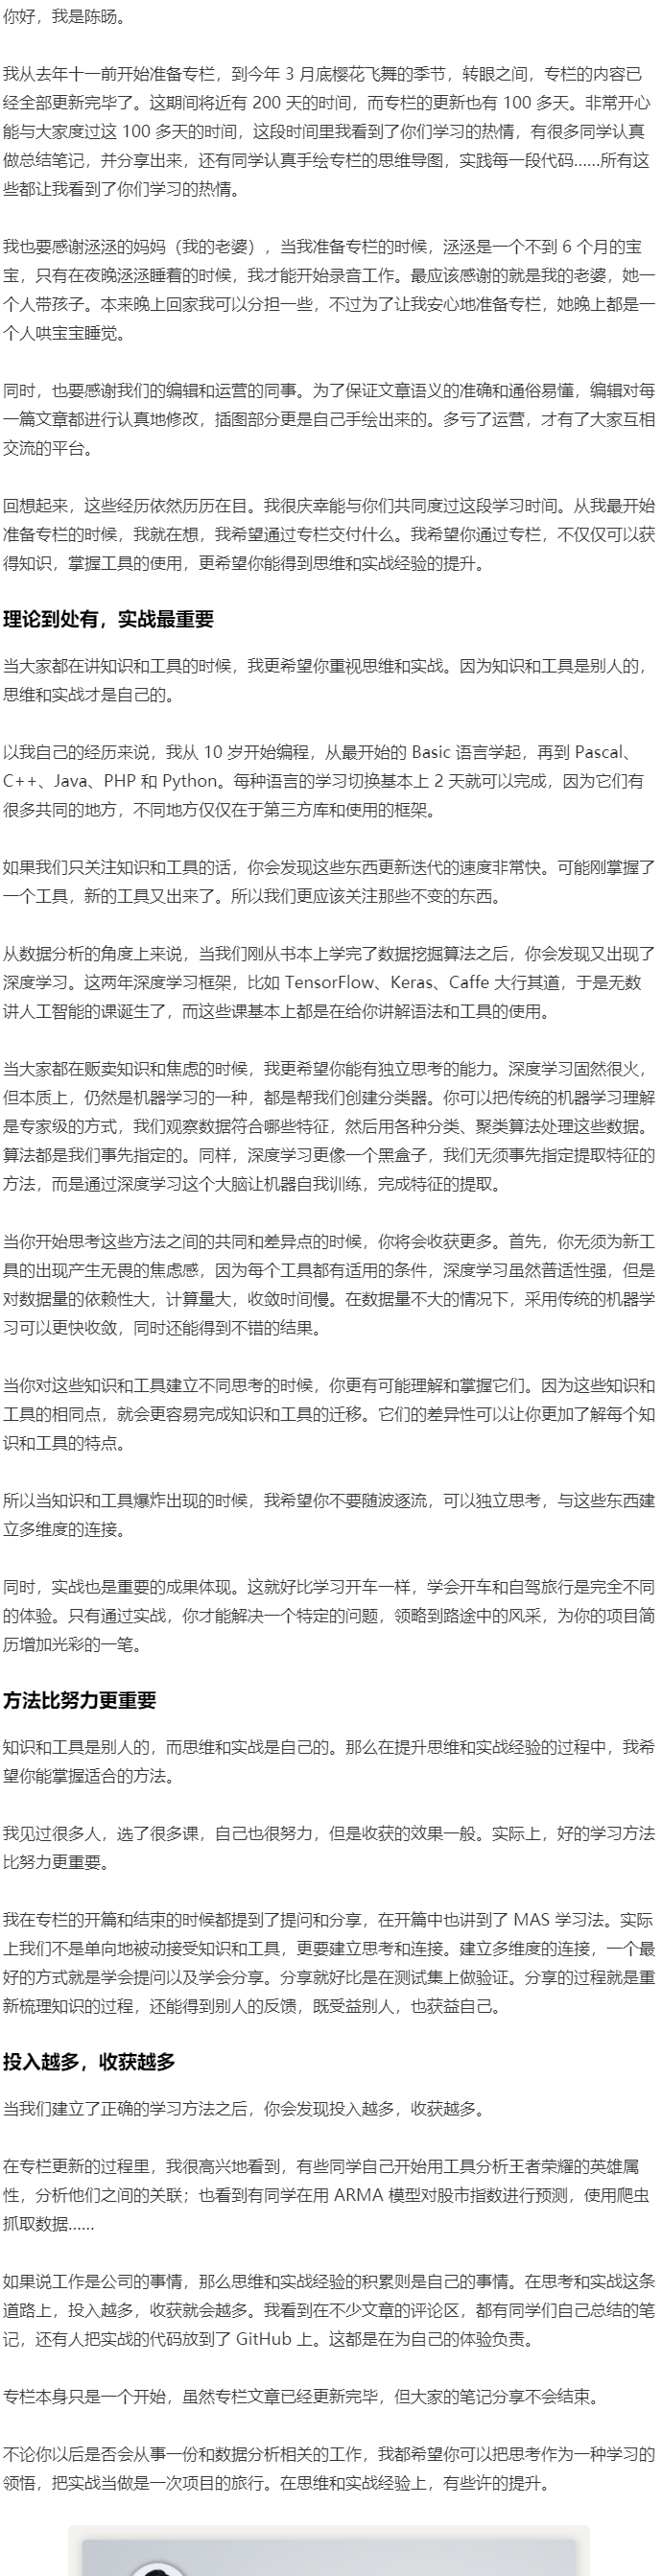 你好，我是陈旸。
我从去年十一前开始准备专栏，到今年 3 月底樱花飞舞的季节，转眼之间，专栏的内容已
经全部更新完毕了。这期间将近有 200 天的时间，而专栏的更新也有 100 多天。非常开心
能与大家度过这 100 多天的时间，这段时间里我看到了你们学习的热情，有很多同学认真
做总结笔记，并分享出来，还有同学认真手绘专栏的思维导图，实践每一段代码……所有这
些都让我看到了你们学习的热情。
我也要感谢洆洆的妈妈（我的老婆），当我准备专栏的时候，洆洆是一个不到 6 个月的宝
宝，只有在夜晚洆洆睡着的时候，我才能开始录音工作。最应该感谢的就是我的老婆，她一
个人带孩子。本来晚上回家我可以分担一些，不过为了让我安心地准备专栏，她晚上都是一
个人哄宝宝睡觉。
同时，也要感谢我们的编辑和运营的同事。为了保证文章语义的准确和通俗易懂，编辑对每
一篇文章都进行认真地修改，插图部分更是自己手绘出来的。多亏了运营，才有了大家互相
交流的平台。
回想起来，这些经历依然历历在目。我很庆幸能与你们共同度过这段学习时间。从我最开始
准备专栏的时候，我就在想，我希望通过专栏交付什么。我希望你通过专栏，不仅仅可以获
得知识，掌握工具的使用，更希望你能得到思维和实战经验的提升。
理论到处有，实战最重要
当大家都在讲知识和工具的时候，我更希望你重视思维和实战。因为知识和工具是别人的，
思维和实战才是自己的。
以我自己的经历来说，我从 10 岁开始编程，从最开始的 Basic 语言学起，再到 Pascal、
C++、Java、PHP 和 Python。每种语言的学习切换基本上 2 天就可以完成，因为它们有
很多共同的地方，不同地方仅仅在于第三方库和使用的框架。
如果我们只关注知识和工具的话，你会发现这些东西更新迭代的速度非常快。可能刚掌握了
一个工具，新的工具又出来了。所以我们更应该关注那些不变的东西。
从数据分析的角度上来说，当我们刚从书本上学完了数据挖掘算法之后，你会发现又出现了
深度学习。这两年深度学习框架，比如 TensorFlow、Keras、Caffe 大行其道，于是无数
讲人工智能的课诞生了，而这些课基本上都是在给你讲解语法和工具的使用。
当大家都在贩卖知识和焦虑的时候，我更希望你能有独立思考的能力。深度学习固然很火，
但本质上，仍然是机器学习的一种，都是帮我们创建分类器。你可以把传统的机器学习理解
是专家级的方式，我们观察数据符合哪些特征，然后用各种分类、聚类算法处理这些数据。
算法都是我们事先指定的。同样，深度学习更像一个黑盒子，我们无须事先指定提取特征的
方法，而是通过深度学习这个大脑让机器自我训练，完成特征的提取。
当你开始思考这些方法之间的共同和差异点的时候，你将会收获更多。首先，你无须为新工
具的出现产生无畏的焦虑感，因为每个工具都有适用的条件，深度学习虽然普适性强，但是
对数据量的依赖性大，计算量大，收敛时间慢。在数据量不大的情况下，采用传统的机器学
习可以更快收敛，同时还能得到不错的结果。
当你对这些知识和工具建立不同思考的时候，你更有可能理解和掌握它们。因为这些知识和
工具的相同点，就会更容易完成知识和工具的迁移。它们的差异性可以让你更加了解每个知
识和工具的特点。
所以当知识和工具爆炸出现的时候，我希望你不要随波逐流，可以独立思考，与这些东西建
立多维度的连接。
同时，实战也是重要的成果体现。这就好比学习开车一样，学会开车和自驾旅行是完全不同
的体验。只有通过实战，你才能解决一个特定的问题，领略到路途中的风采，为你的项目简
历增加光彩的一笔。
方法比努力更重要
知识和工具是别人的，而思维和实战是自己的。那么在提升思维和实战经验的过程中，我希
望你能掌握适合的方法。
我见过很多人，选了很多课，自己也很努力，但是收获的效果一般。实际上，好的学习方法
比努力更重要。
我在专栏的开篇和结束的时候都提到了提问和分享，在开篇中也讲到了 MAS 学习法。实际
上我们不是单向地被动接受知识和工具，更要建立思考和连接。建立多维度的连接，一个最
好的方式就是学会提问以及学会分享。分享就好比是在测试集上做验证。分享的过程就是重
新梳理知识的过程，还能得到别人的反馈，既受益别人，也获益自己。
投入越多，收获越多
当我们建立了正确的学习方法之后，你会发现投入越多，收获越多。
在专栏更新的过程里，我很高兴地看到，有些同学自己开始用工具分析王者荣耀的英雄属
性，分析他们之间的关联；也看到有同学在用 ARMA 模型对股市指数进行预测，使用爬虫
抓取数据……
如果说工作是公司的事情，那么思维和实战经验的积累则是自己的事情。在思考和实战这条
道路上，投入越多，收获就会越多。我看到在不少文章的评论区，都有同学们自己总结的笔
记，还有人把实战的代码放到了 GitHub 上。这都是在为自己的体验负责。
专栏本身只是一个开始，虽然专栏文章已经更新完毕，但大家的笔记分享不会结束。
不论你以后是否会从事一份和数据分析相关的工作，我都希望你可以把思考作为一种学习的
领悟，把实战当做是一次项目的旅行。在思维和实战经验上，有些许的提升。